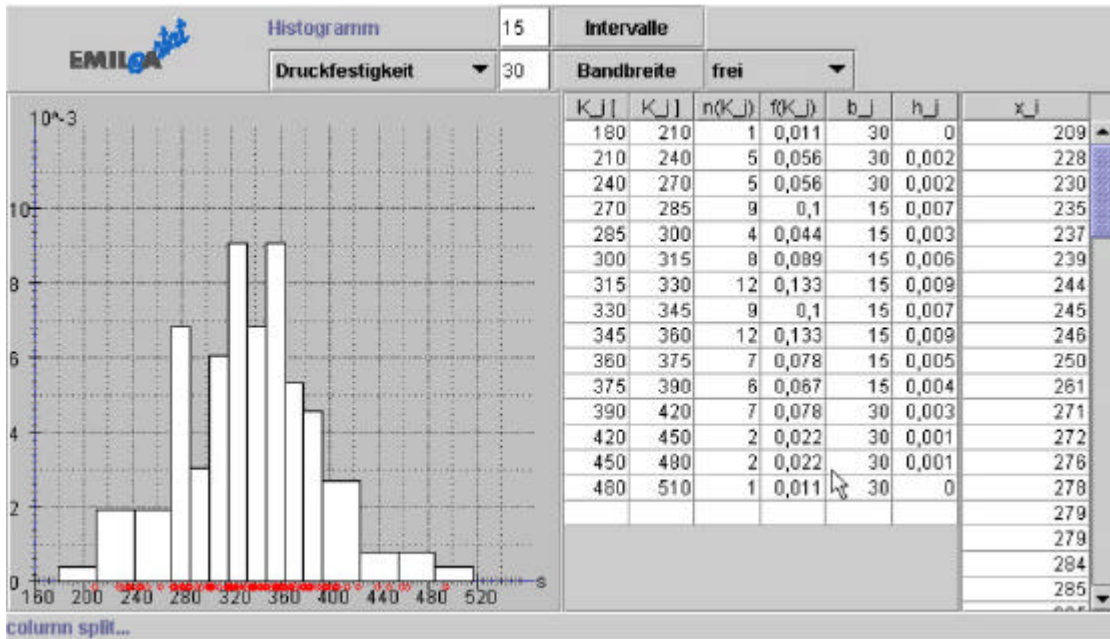 EMILeA stat
Histogramm 15 Intervalle
Druckfestigkeit 30 Bandbreite frei
10^-3
10
8
6
4
2
0
160 200 240 280 320 360 400 440 480 520
s
K_j [ K_j ] n(K_j) f(K_j) b_j h_j x_i
180 210 1 0,011 30 0 209
210 240 5 0,056 30 0,002 228
240 270 5 0,056 30 0,002 230
270 285 9 0,1 15 0,007 235
285 300 4 0,044 15 0,003 237
300 315 8 0,089 15 0,006 239
315 330 12 0,133 15 0,009 244
330 345 9 0,1 15 0,007 245
345 360 12 0,133 15 0,009 246
360 375 7 0,078 15 0,005 250
375 390 6 0,067 15 0,004 261
390 420 7 0,078 30 0,003 271
420 450 2 0,022 30 0,001 272
450 480 2 0,022 30 0,001 276
480 510 1 0,011 30 0 278
279
279
284
285
column split...